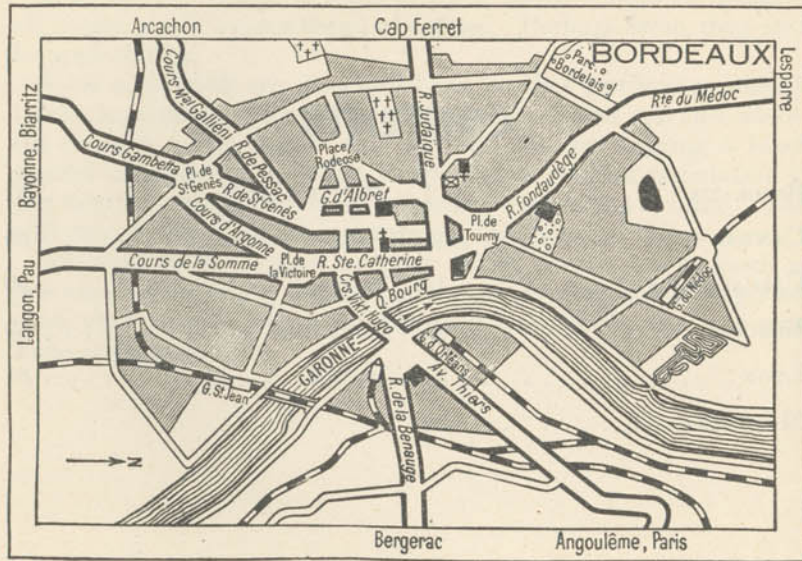 Arcachon
Cap Ferret
BORDEAUX
Lesparre
Bayonne, Biarritz
Langon, Pau
Parc
Bordelais
Rte du Médoc
Cours Mal Galliéni
R. de Pessac
R. Judaïque
Cours Gambetta
Pl. de
St Genès
R. de St Genès
Place
Rodeose
G. d'Albret
R. Fondaudège
Pl. de
Tourny
Cours d'Argonne
Cours de la Somme
Pl. de
la Victoire
R. Ste. Catherine
Crs. Vikt. Hugo
Q. Bourg
G. du Médoc
GARONNE
G. d'Orléans
Av. Thiers
G. St. Jean
R. de la Benauge
N
Bergerac
Angoulême, Paris